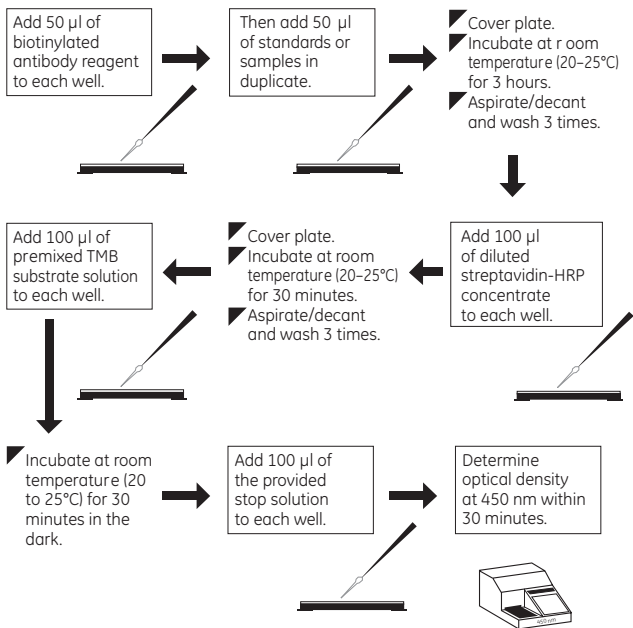 Add 50 µl of
biotinylated
antibody reagent
to each well.
Then add 50 µl
of standards or
samples in
duplicate.
Cover plate.
Incubate at r oom
temperature (20–25°C)
for 3 hours.
Aspirate/decant
and wash 3 times.
Add 100 µl
of diluted
streptavidin-HRP
concentrate
to each well.
Cover plate.
Incubate at room
temperature (20–25°C)
for 30 minutes.
Aspirate/decant
and wash 3 times.
Add 100 µl of
premixed TMB
substrate solution
to each well.
Incubate at room
temperature (20
to 25°C) for 30
minutes in the
dark.
Add 100 µl of
the provided
stop solution
to each well.
Determine
optical density
at 450 nm within
30 minutes.
450 nm